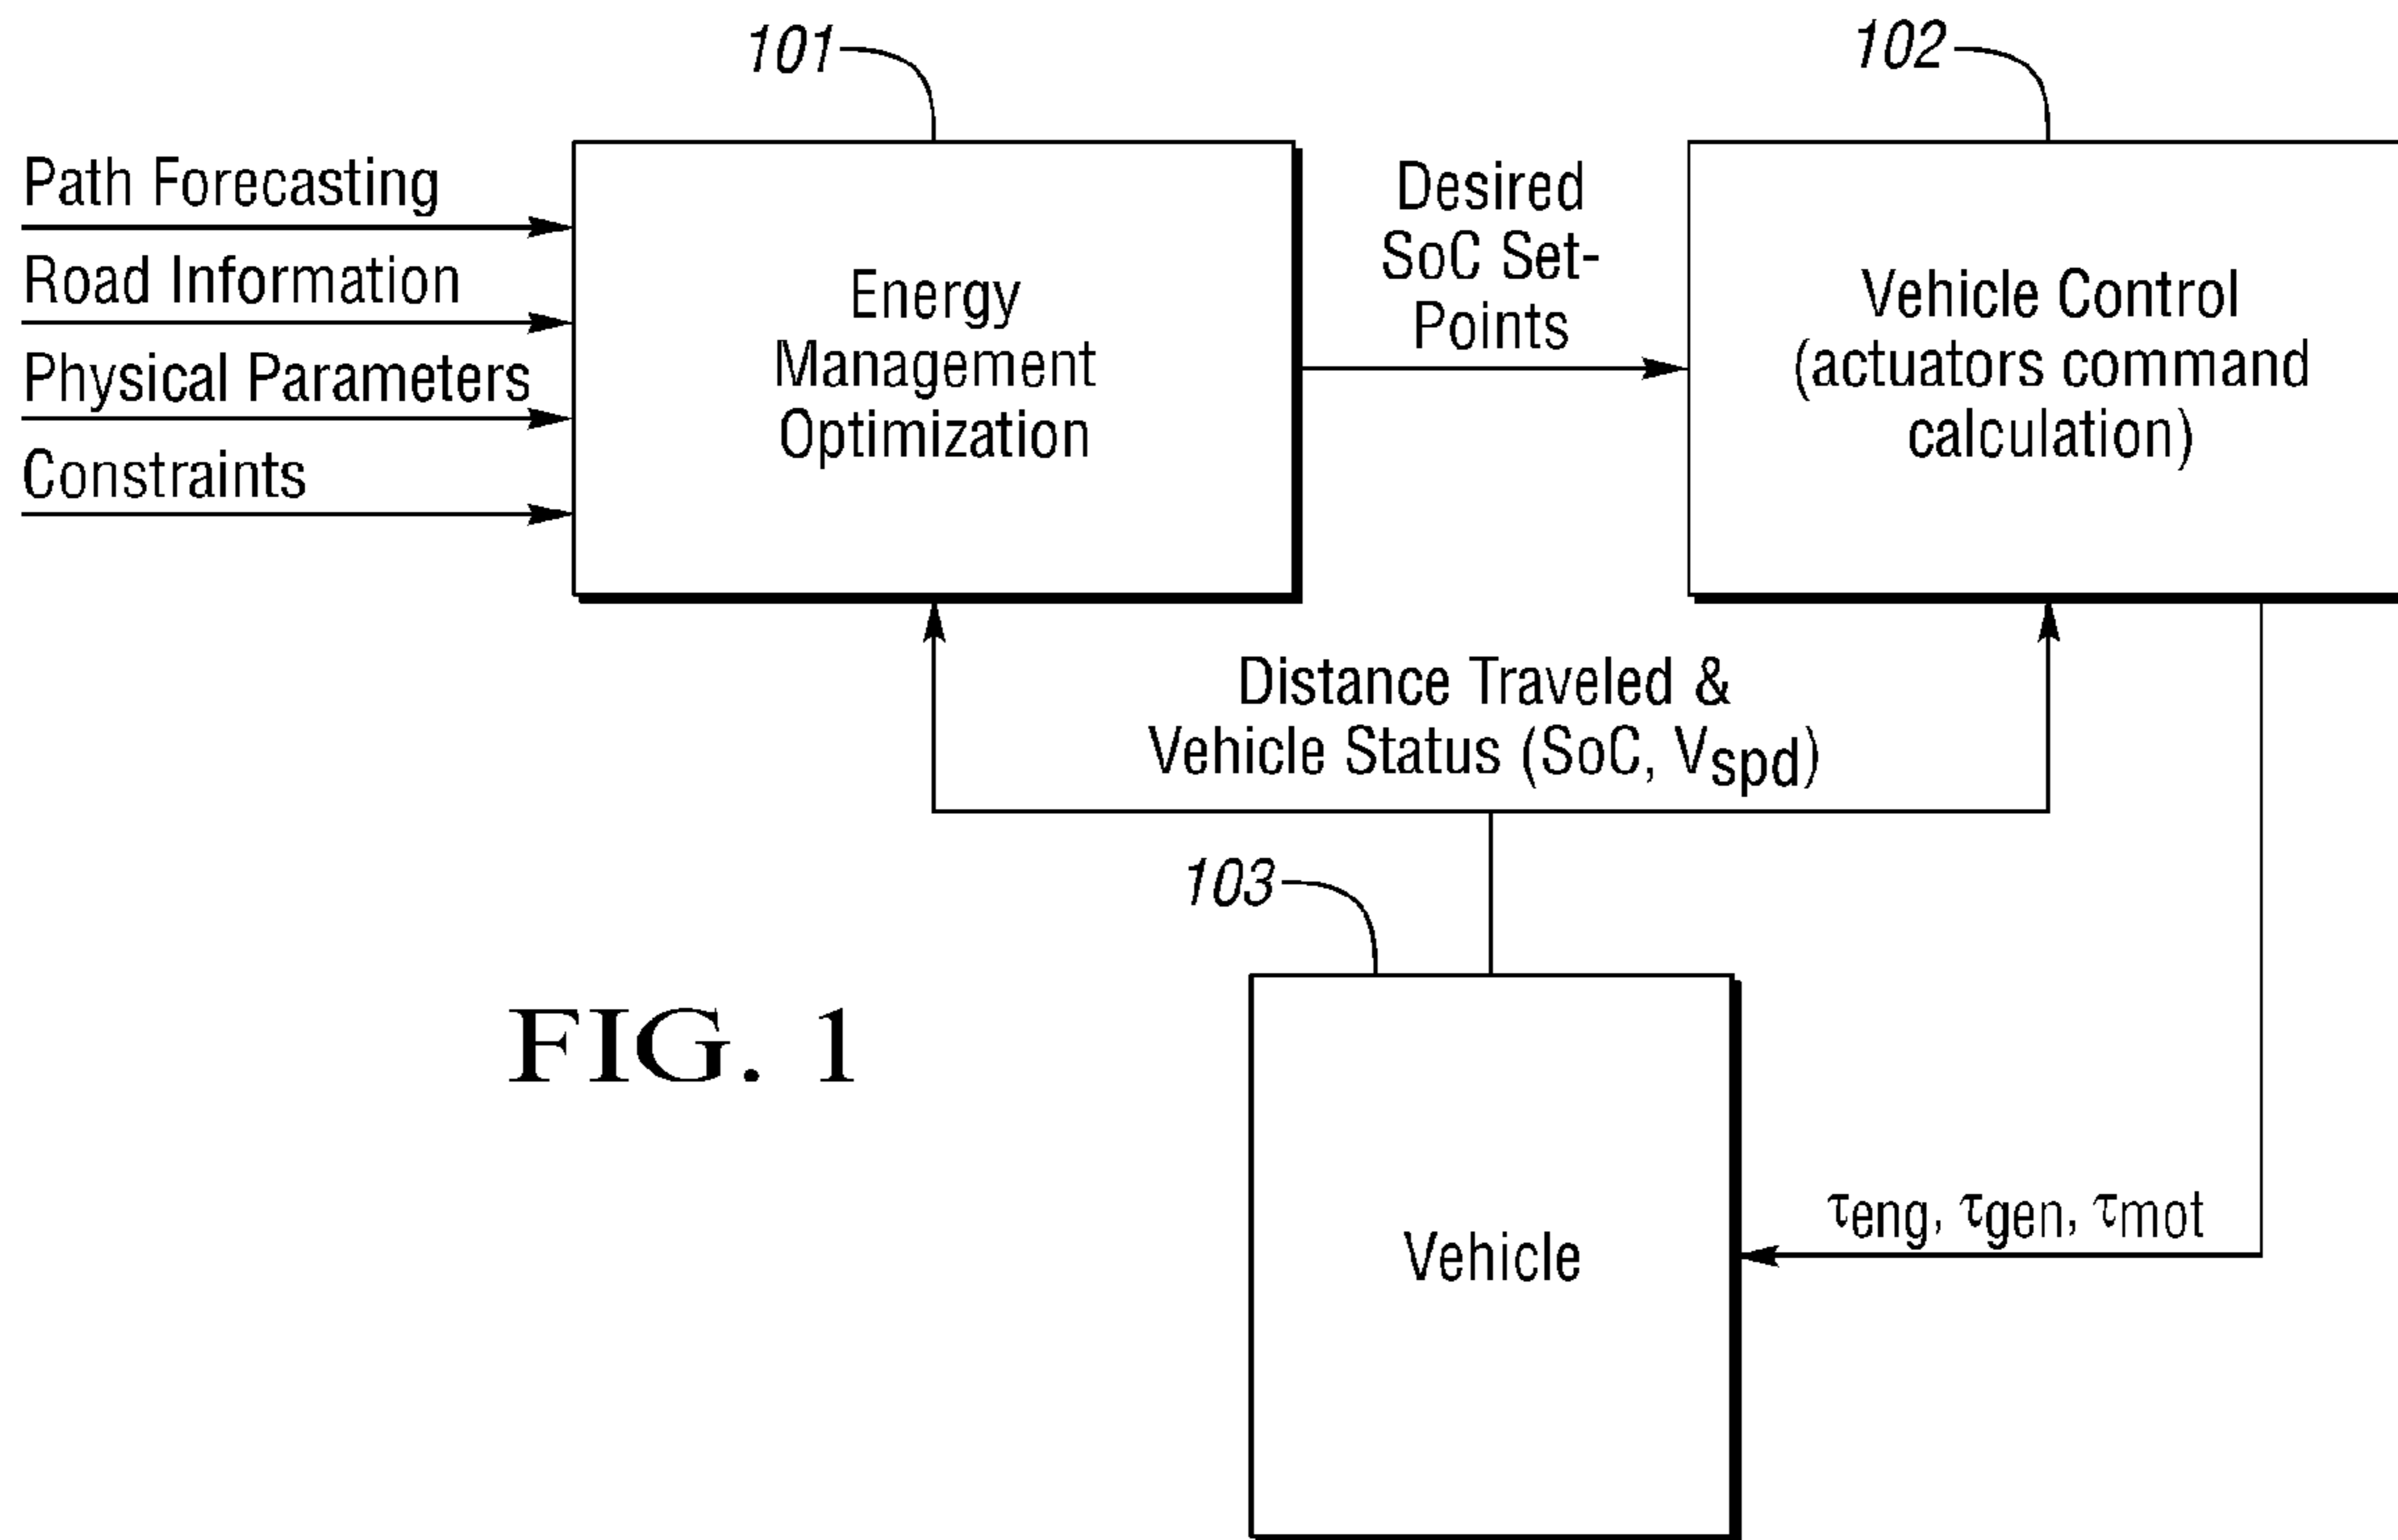 101
102
Path Forecasting
Road Information
Physical Parameters
Constraints
Energy
Management
Optimization
Desired
SoC Set-
Points
Vehicle Control
(actuators command
calculation)
Distance Traveled &
Vehicle Status (SoC, Vspd)
103
FIG. 1
Vehicle
τeng, τgen, τmot